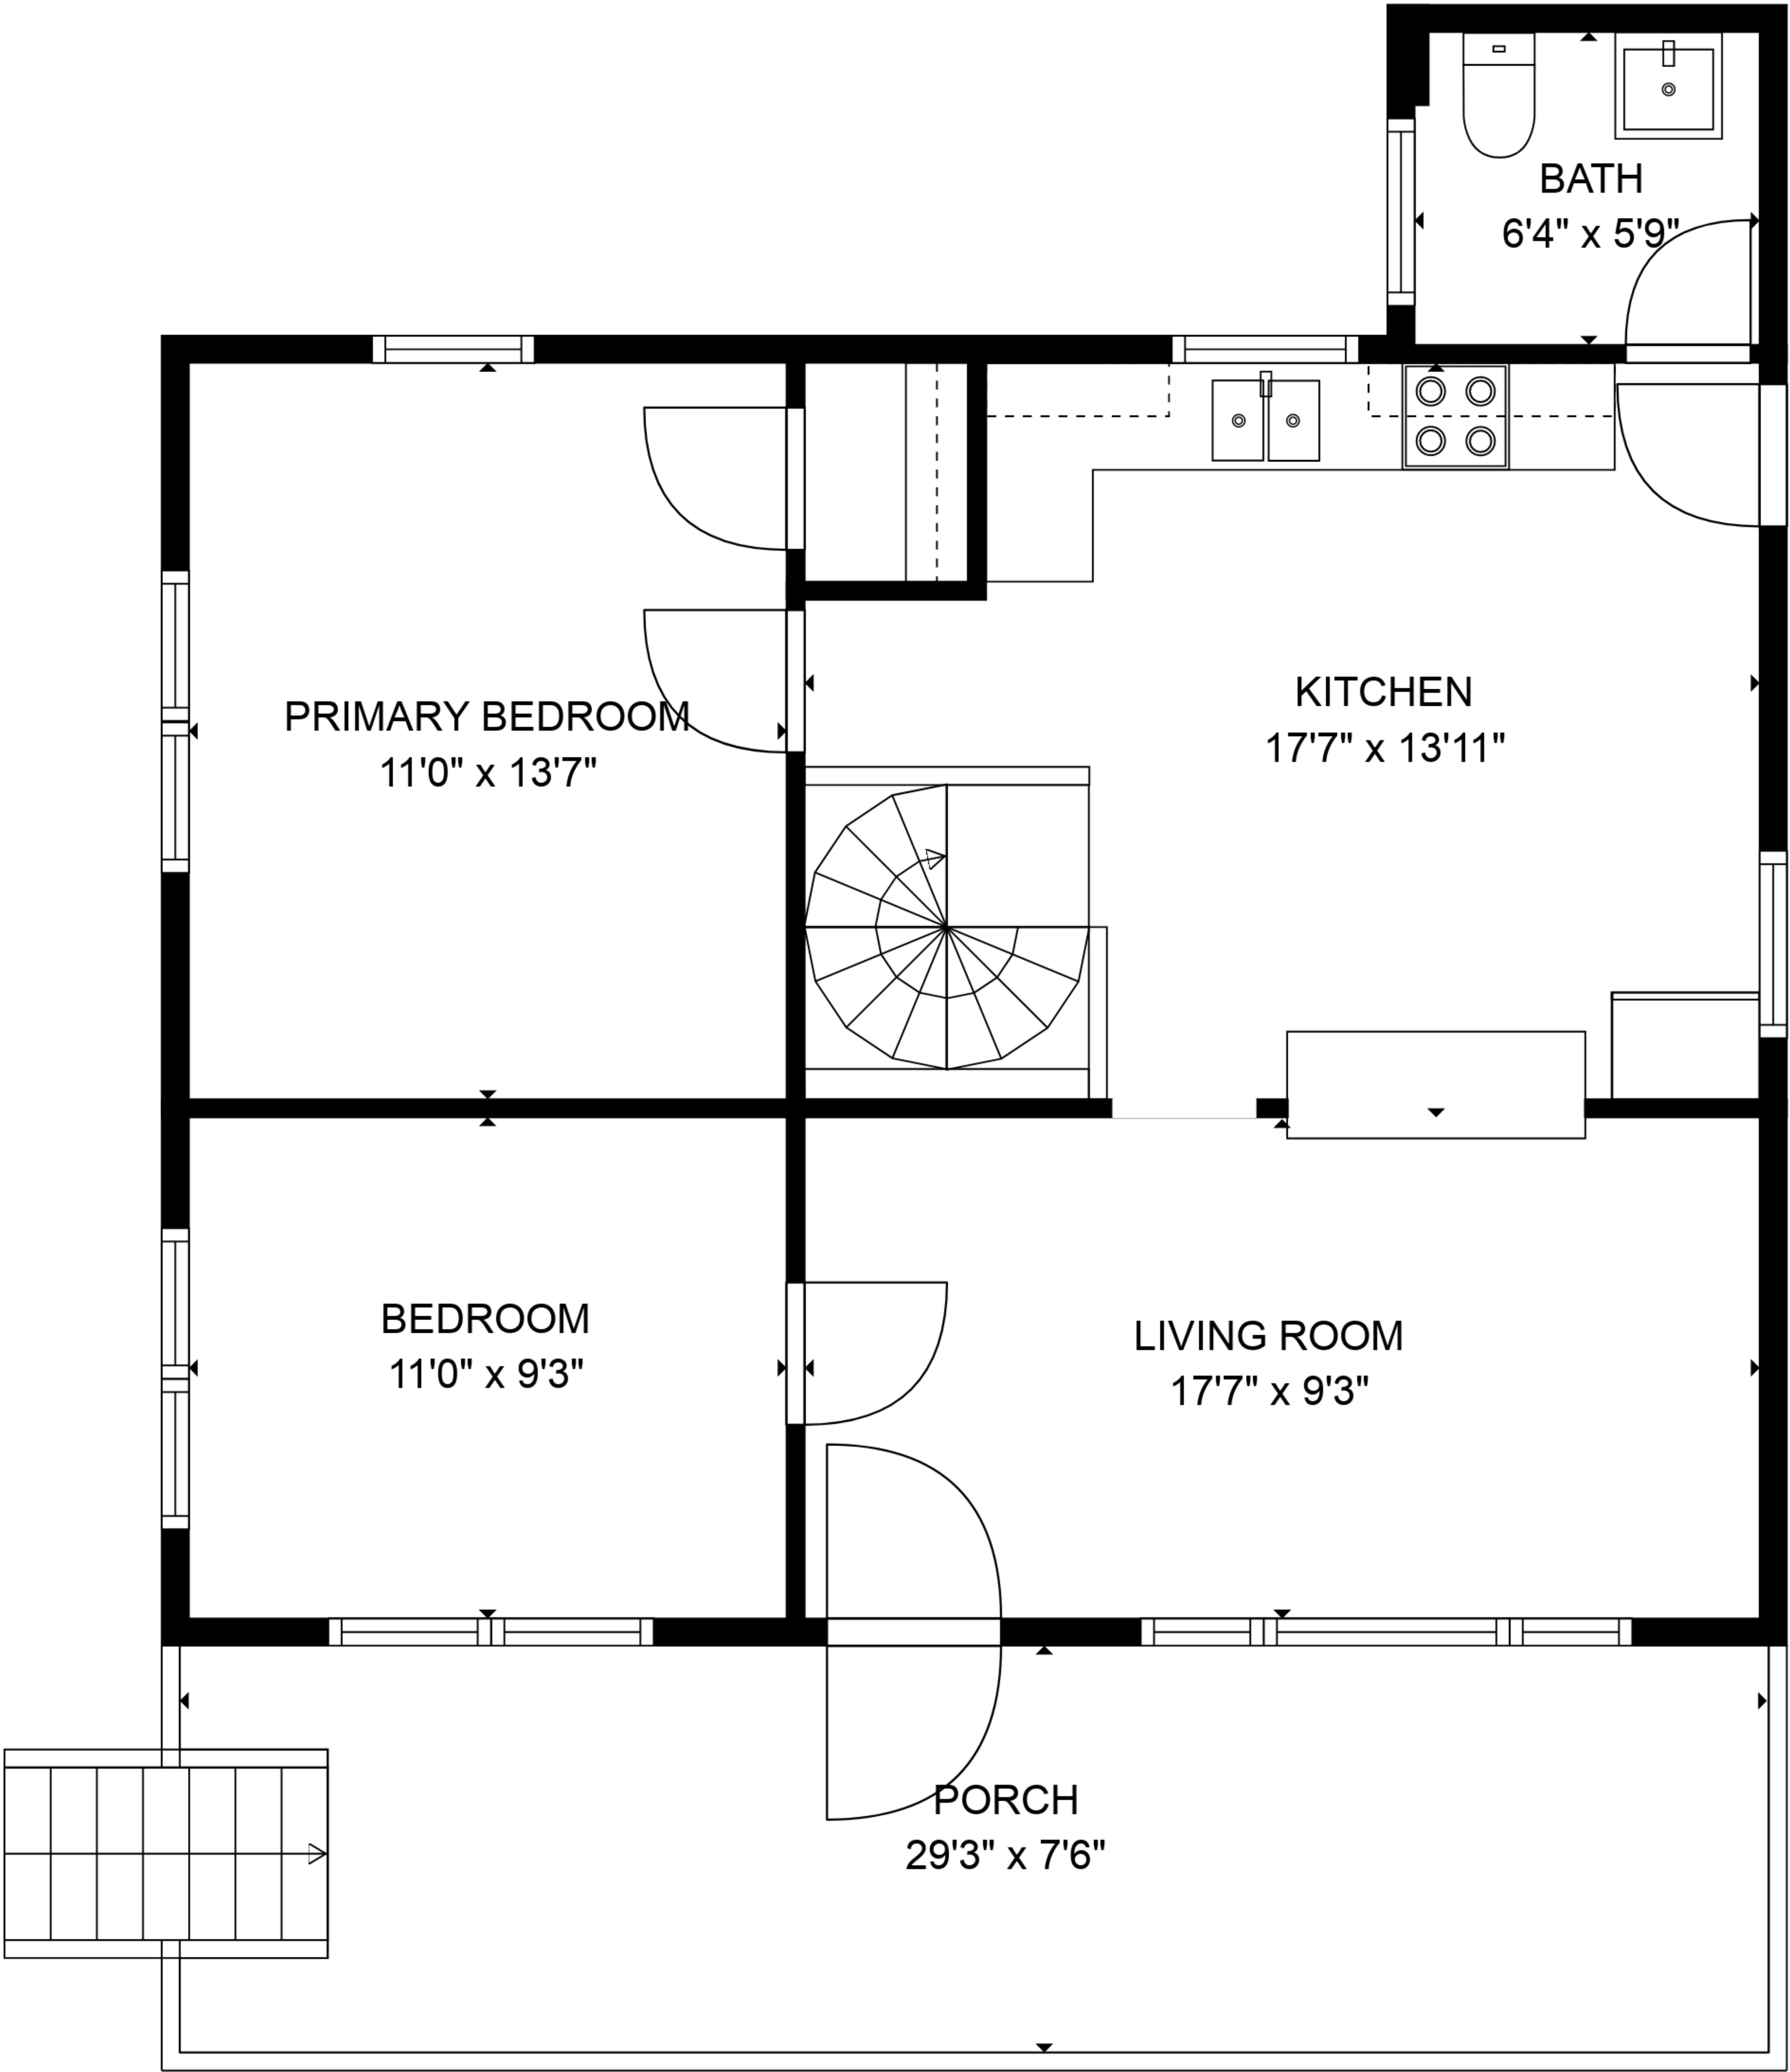 BATH
6'4" x 5'9"
PRIMARY BEDROOM
11'0" x 13'7"
KITCHEN
17'7" x 13'11"
BEDROOM
11'0" x 9'3"
LIVING ROOM
17'7" x 9'3"
PORCH
29'3" x 7'6"